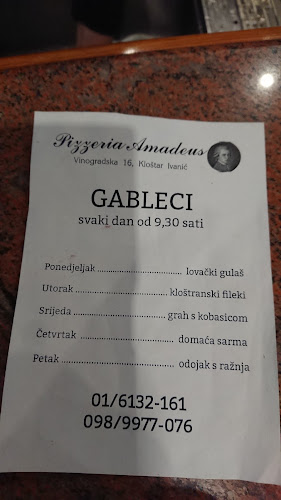 Pizzeria Amadeus
Vinogradska 16, Kloštar Ivanić
GABLECI
svaki dan od 9,30 sati
Ponedjeljak ................................ lovački gulaš
Utorak ................................... kloštranski fileki
Srijeda ................................... grah s kobasicom
Četvrtak ................................... domaća sarma
Petak ........................................ odojak s ražnja
01/6132-161
098/9977-076